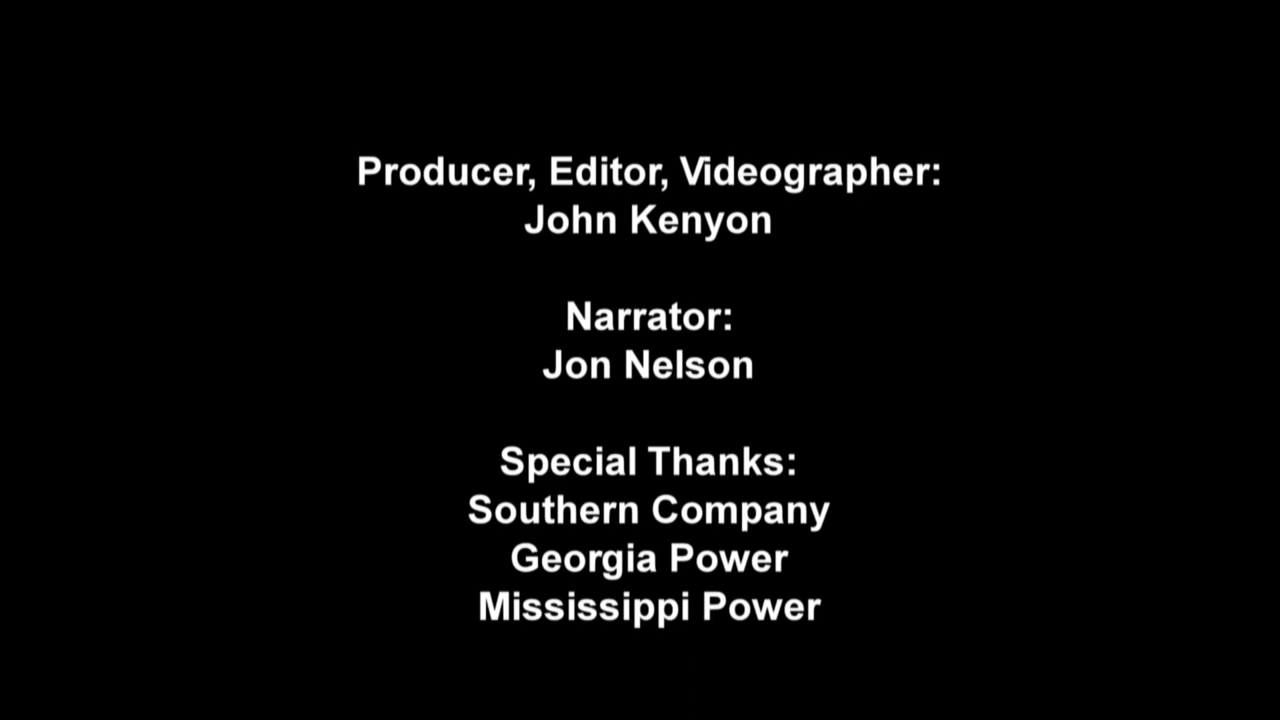 Producer, Editor, Videographer:
John Kenyon
Narrator:
Jon Nelson
Special Thanks:
Southern Company
Georgia Power
Mississippi Power